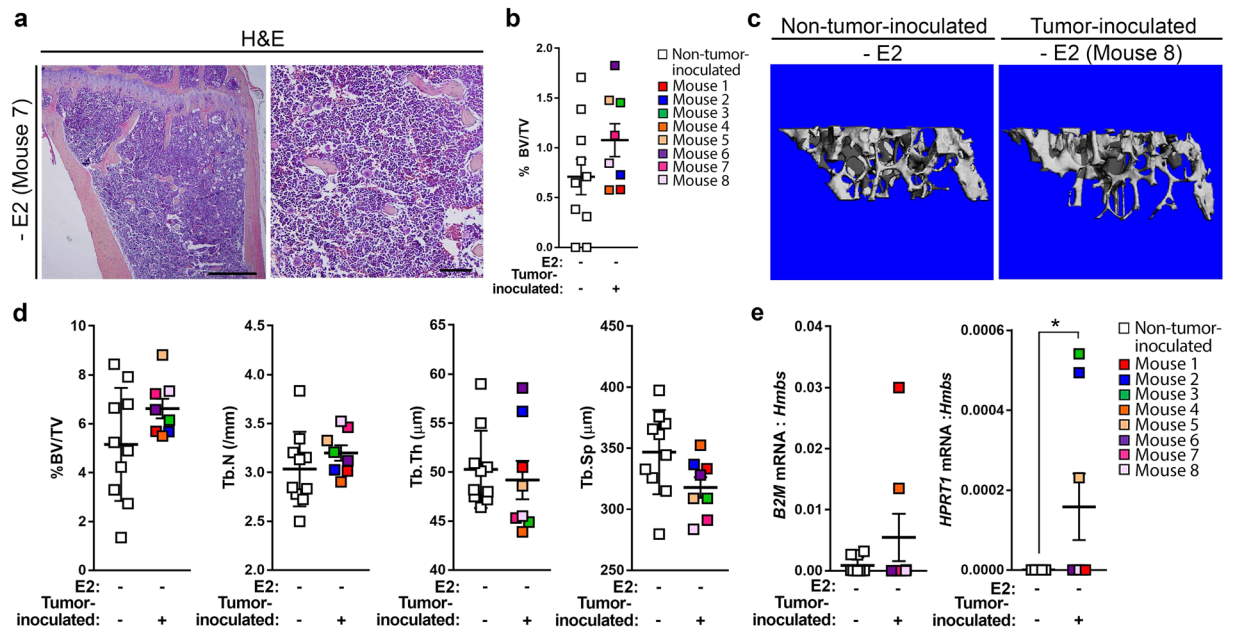 a
H&E
- E2 (Mouse 7)
b
% BV/TV
2.0
1.5
1.0
0.5
0.0
E2: - -
Tumor-
inoculated: - +
Non-tumor-
inoculated
Mouse 1
Mouse 2
Mouse 3
Mouse 4
Mouse 5
Mouse 6
Mouse 7
Mouse 8
c
Non-tumor-inoculated
- E2
Tumor-inoculated
- E2 (Mouse 8)
d
%BV/TV
10
8
6
4
2
0
E2: - -
Tumor-
inoculated: - +
Tb.N (/mm)
4.5
4.0
3.5
3.0
2.5
2.0
E2: - -
Tumor-
inoculated: - +
Tb.Th (μm)
65
60
55
50
45
40
E2: - -
Tumor-
inoculated: - +
Tb.Sp (μm)
450
400
350
300
250
E2: - -
Tumor-
inoculated: - +
e
B2M mRNA : Hmbs
0.04
0.03
0.02
0.01
0.00
E2: - -
Tumor-
inoculated: - +
HPRT1 mRNA :Hmbs
0.0006
0.0004
0.0002
0.0000
*
E2: - -
Tumor-
inoculated: - +
Non-tumor-
inoculated
Mouse 1
Mouse 2
Mouse 3
Mouse 4
Mouse 5
Mouse 6
Mouse 7
Mouse 8